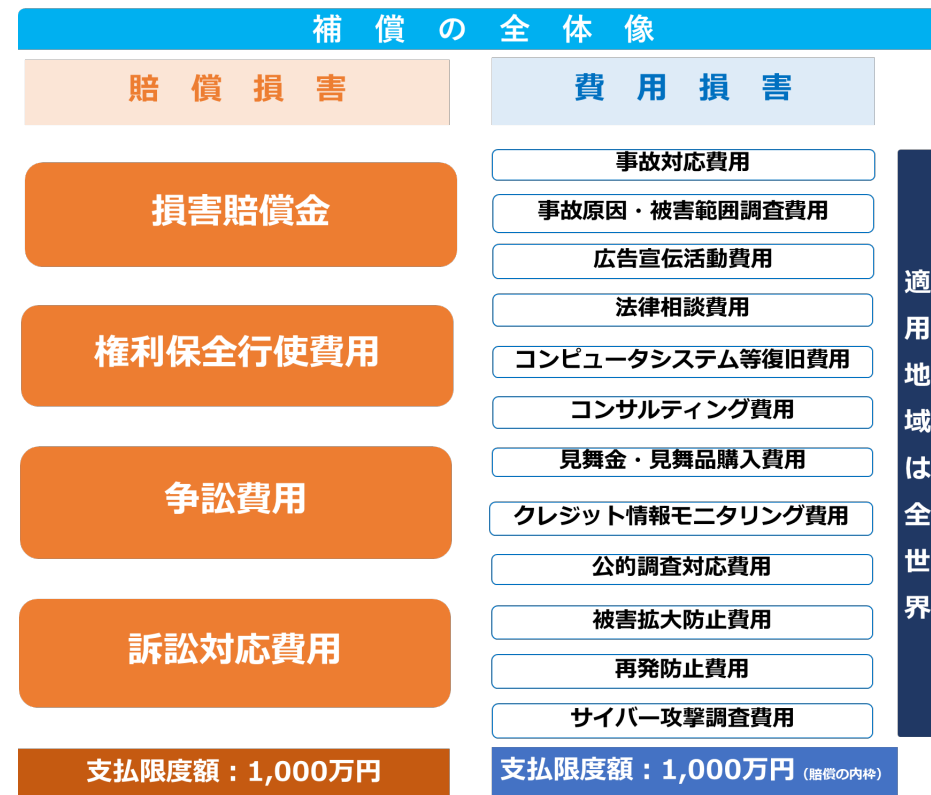 補償の全体像
賠償損害
損害賠償金
権利保全行使費用
争訟費用
訴訟対応費用
支払限度額：1,000万円
費用損害
事故対応費用
事故原因・被害範囲調査費用
広告宣伝活動費用
法律相談費用
コンピュータシステム等復旧費用
コンサルティング費用
見舞金・見舞品購入費用
クレジット情報モニタリング費用
公的調査対応費用
被害拡大防止費用
再発防止費用
サイバー攻撃調査費用
支払限度額：1,000万円（賠償の内枠）
適用地域は全世界